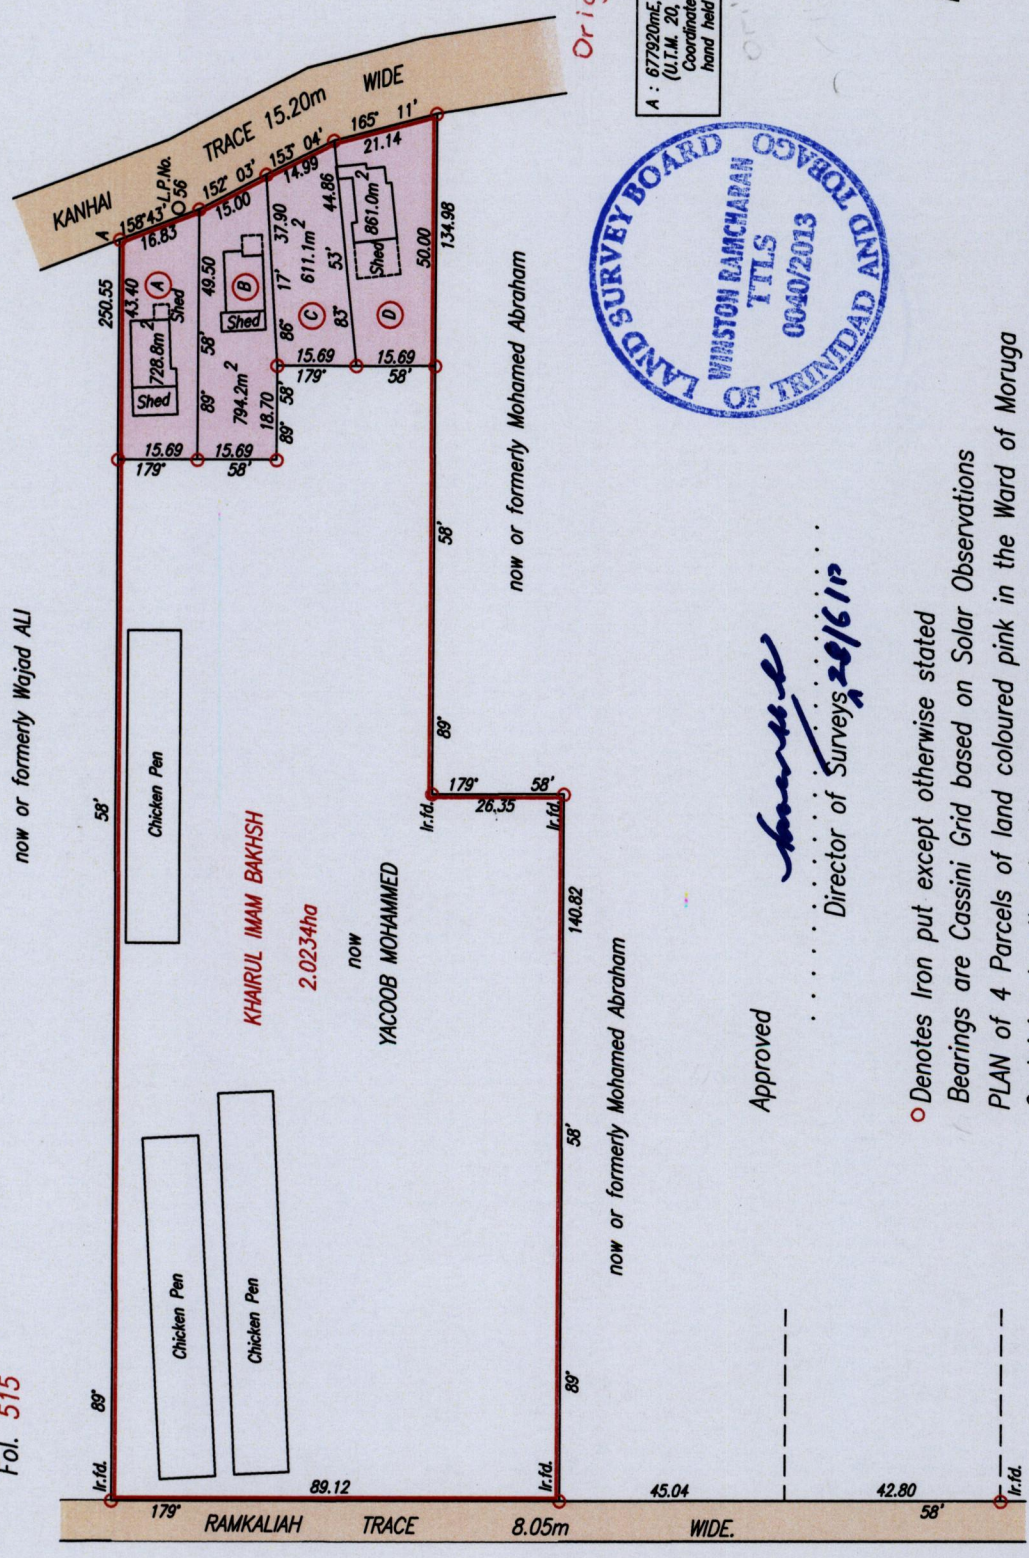 Fol. 515
now or formerly Wajad ALI
KANHAI
TRACE 15.20m
WIDE
A
158°43'
L.P.No.
56
16.83
152° 03'
15.00
153° 04'
14.99
165° 11'
21.14
250.55
43.40
A
Shed
728.8m2
Shed
49.50
58'
89°
B
Shed
794.2m2
37.90
17'
86°
611.1m2
C
44.86
53'
83°
861.0m2
Shed
D
50.00
134.98
15.69
179°
15.69
58'
18.70
58'
89°
15.69
179°
15.69
58'
58'
89°
58'
89°
Chicken Pen
Chicken Pen
Chicken Pen
KHAIRUL IMAM BAKHSH
2.0234ha
now
YACOOB MOHAMMED
now or formerly Mohamed Abraham
Ir.fd.
179° 58'
26.35
Ir.fd.
140.82
58'
89°
now or formerly Mohamed Abraham
Ir.fd.
Ir.fd.
89.12
45.04
42.80
179°
58'
Ir.fd.
RAMKALIAH TRACE 8.05m WIDE.
A : 677920mE,
(U.T.M. 20,
Coordinate
hand held
LAND SURVEY BOARD
OF TRINIDAD AND TOBAGO
WINSTON RAMCHARAN
TTLS
0040/2013
Approved
Director of Surveys
Denotes Iron put except otherwise stated
Bearings are Cassini Grid based on Solar Observations
PLAN of 4 Parcels of land coloured pink in the Ward of Moruga